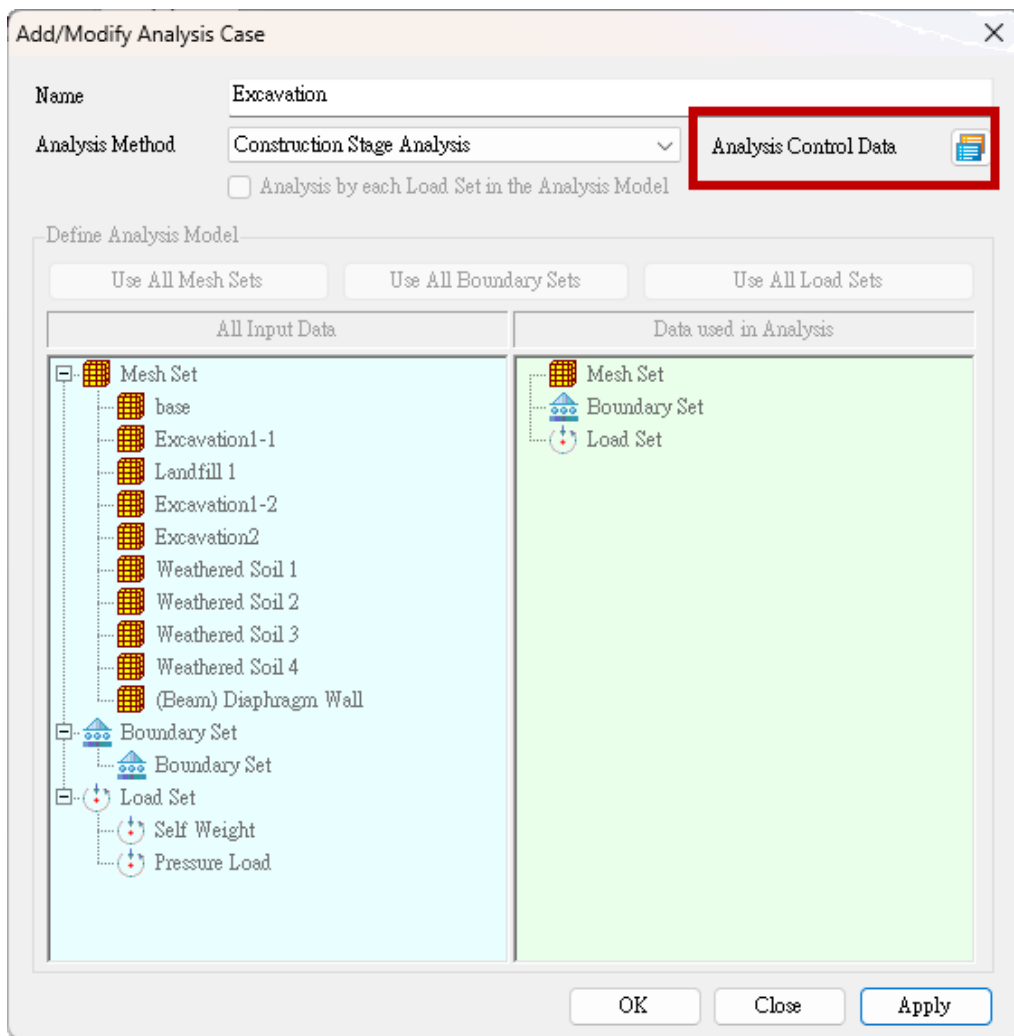 Add/Modify Analysis Case
Name Excavation
Analysis Method Construction Stage Analysis Analysis Control Data
Analysis by each Load Set in the Analysis Model
Define Analysis Model
Use All Mesh Sets Use All Boundary Sets Use All Load Sets
All Input Data Data used in Analysis
Mesh Set
base
Excavation1-1
Landfill 1
Excavation1-2
Excavation2
Weathered Soil 1
Weathered Soil 2
Weathered Soil 3
Weathered Soil 4
(Beam) Diaphragm Wall
Boundary Set
Boundary Set
Load Set
Self Weight
Pressure Load
Mesh Set
Boundary Set
Load Set
OK Close Apply